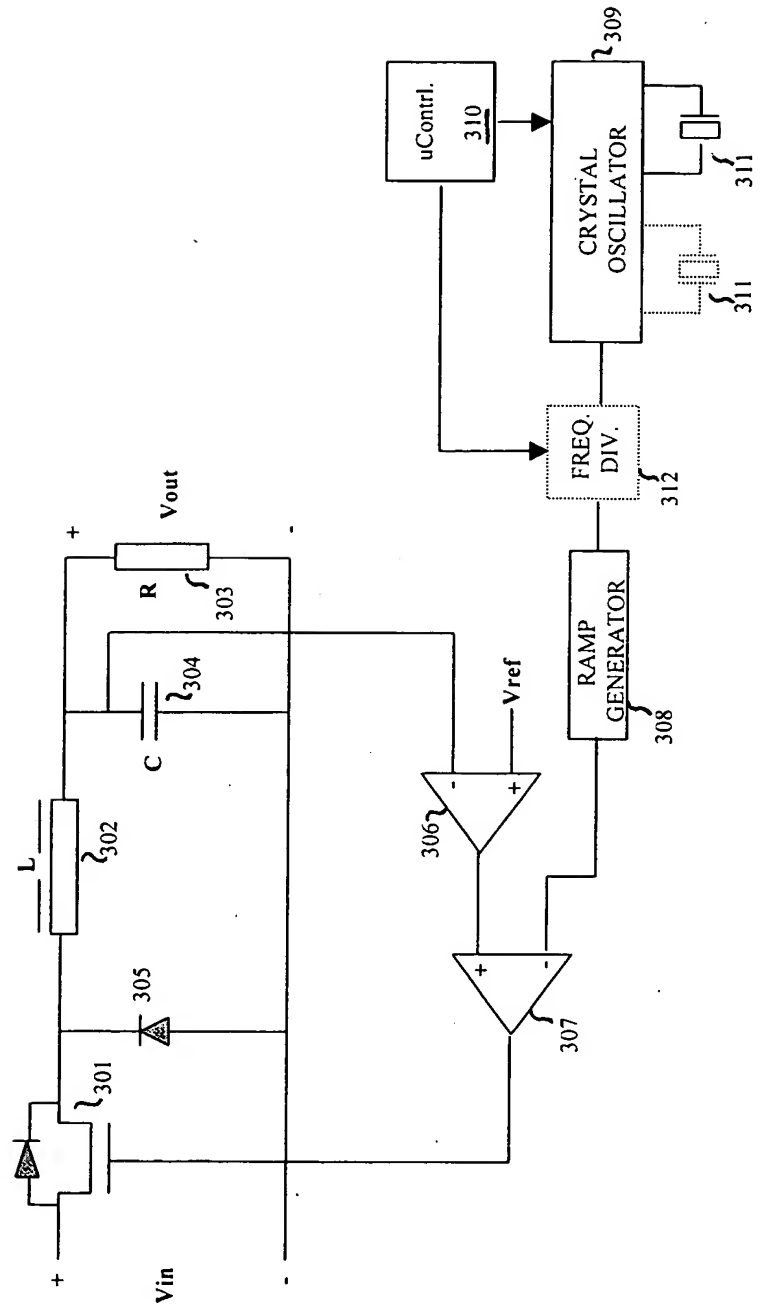 +
Vin
-
301
305
L
302
C
304
R
303
+
Vout
-
306
-
+
Vref
307
+
-
RAMP
GENERATOR
308
FREQ.
DIV.
312
uContrl.
310
CRYSTAL
OSCILLATOR
309
311
311